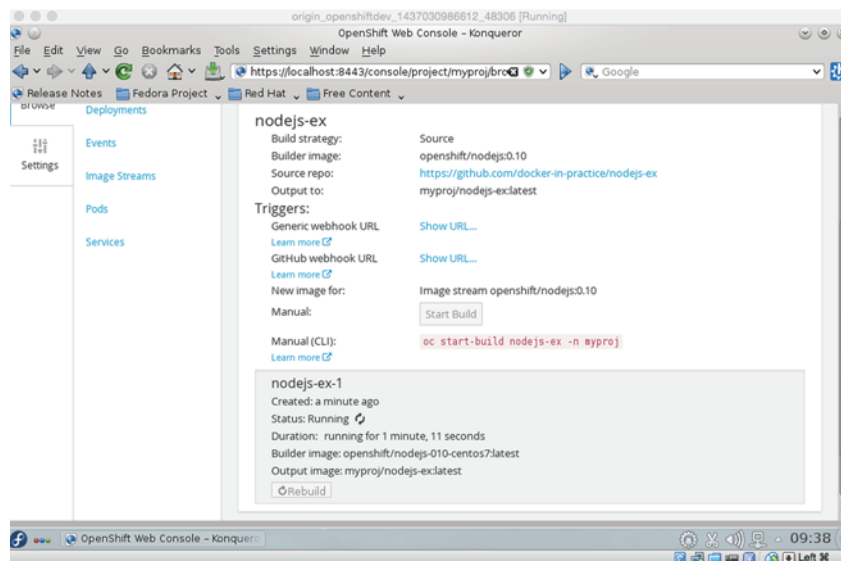 origin_openshiftdev_1437030986612_48306 [Running]
OpenShift Web Console – Konqueror
File Edit View Go Bookmarks Tools Settings Window Help
https://localhost:8443/console/project/myproj/bro
Google
Release Notes Fedora Project Red Hat Free Content
Browse
Deployments
Events
Settings
Image Streams
Pods
Services
nodejs-ex
Build strategy: Source
Builder image: openshift/nodejs:0.10
Source repo: https://github.com/docker-in-practice/nodejs-ex
Output to: myproj/nodejs-ex:latest
Triggers:
Generic webhook URL Show URL...
Learn more
GitHub webhook URL Show URL...
Learn more
New image for: Image stream openshift/nodejs:0.10
Manual: Start Build
Manual (CLI): oc start-build nodejs-ex -n myproj
Learn more
nodejs-ex-1
Created: a minute ago
Status: Running
Duration: running for 1 minute, 11 seconds
Builder image: openshift/nodejs-010-centos7:latest
Output image: myproj/nodejs-ex:latest
Rebuild
OpenShift Web Console – Konquero
09:38
Left ⌘